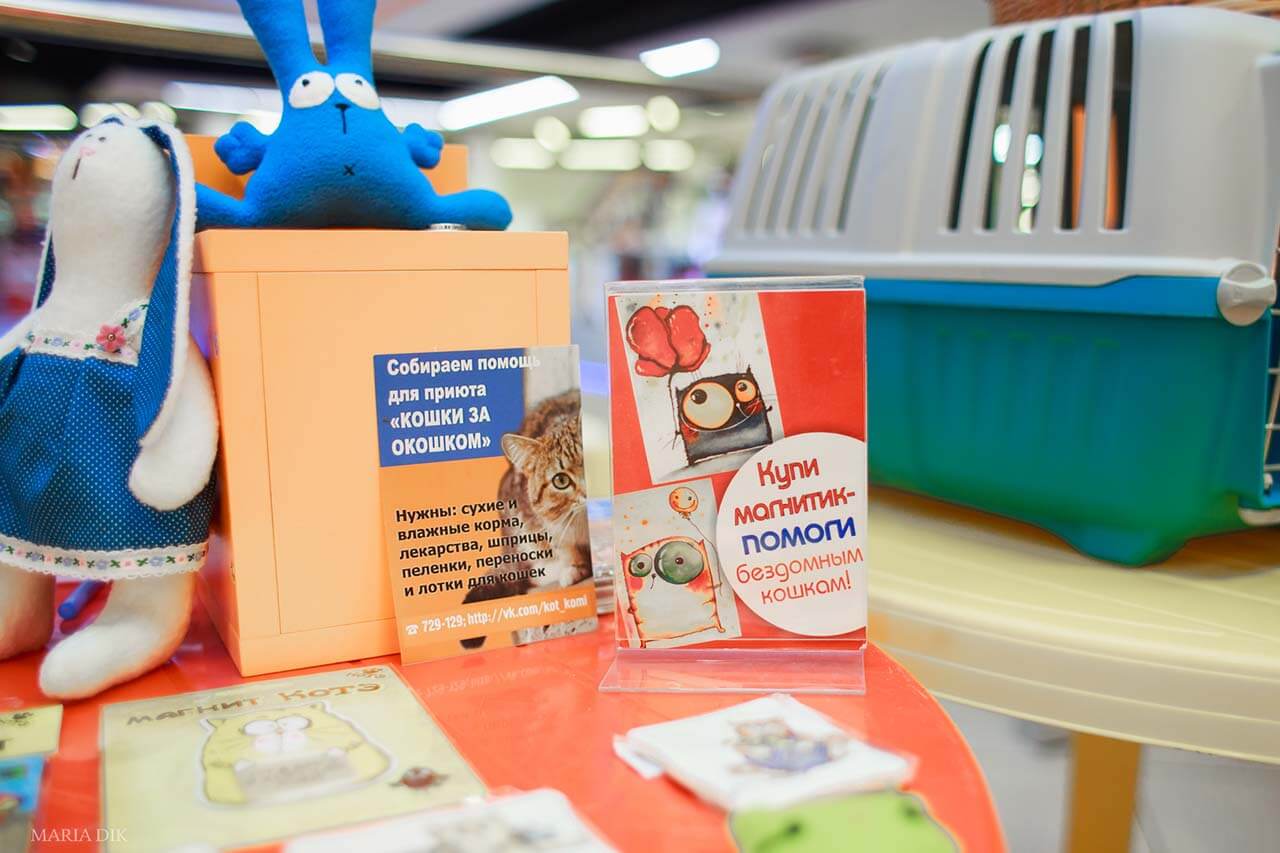 Собираем помощь
для приюта
«КОШКИ ЗА
ОКОШКОМ»
Нужны: сухие и
влажные корма,
лекарства, шприцы,
пеленки, переноски
и лотки для кошек
☎ 729-129; http://vk.com/kot_komi
Купи
магнитик-
ПОМОГИ
бездомным
кошкам!
магнит Котэ
MARIA DIK